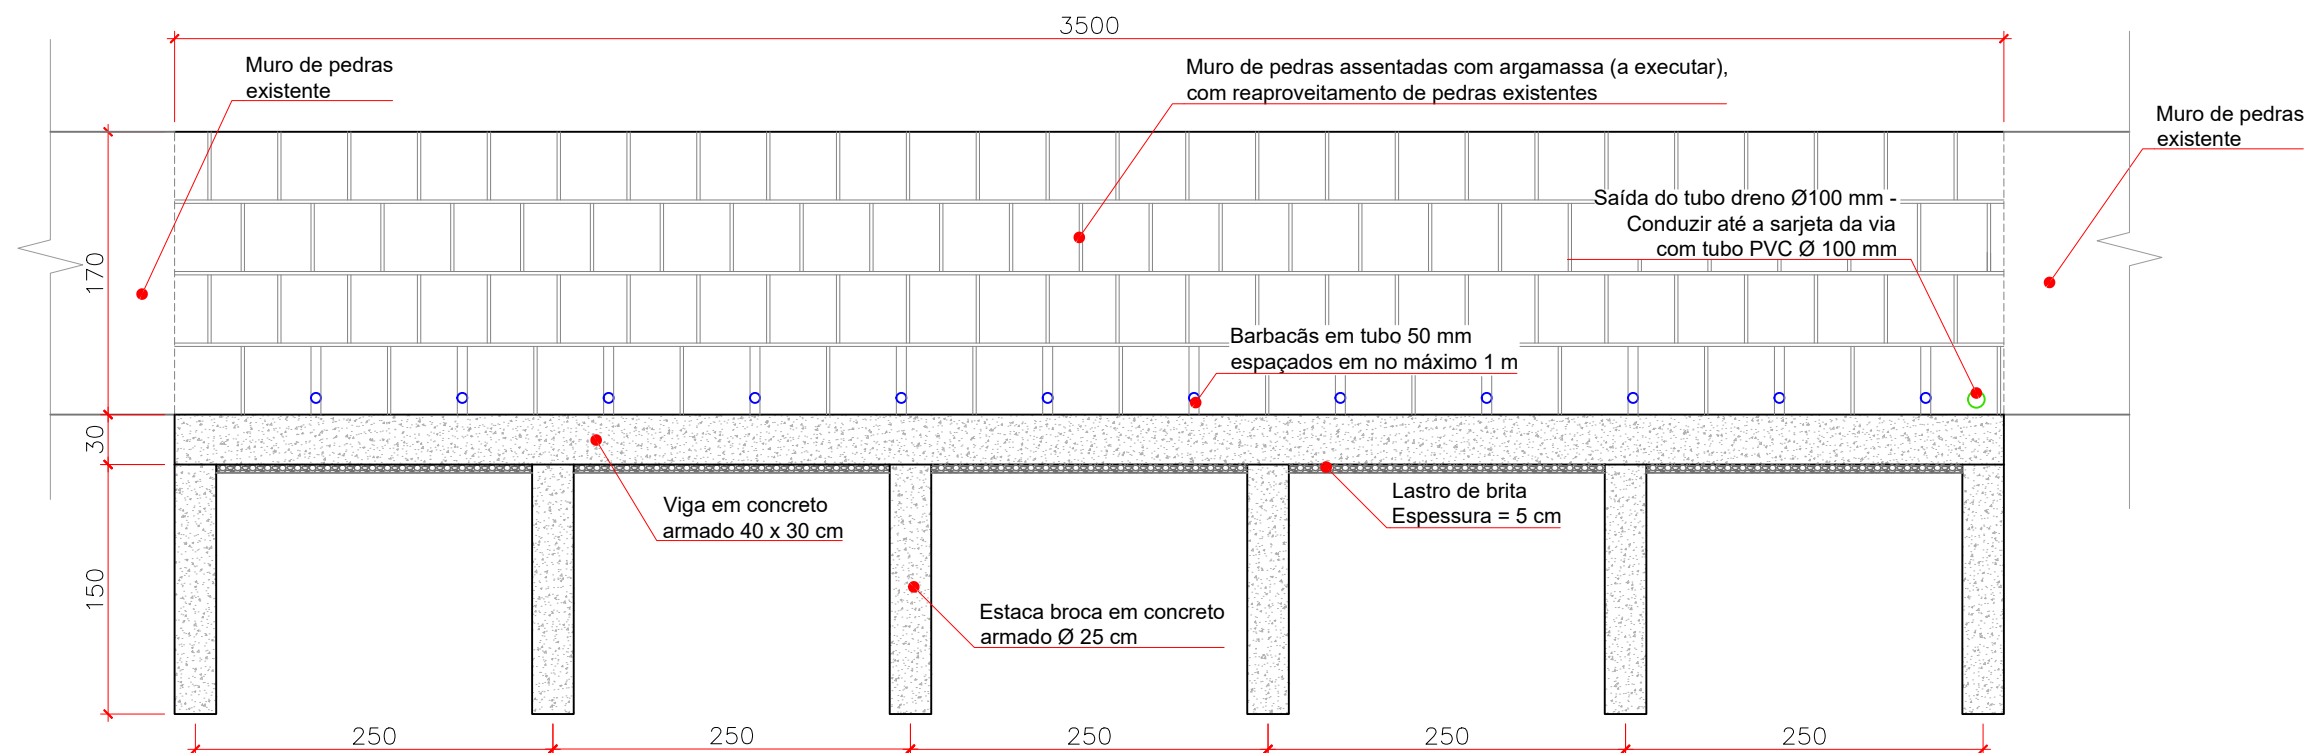 3500
Muro de pedras
existente
Muro de pedras assentadas com argamassa (a executar),
com reaproveitamento de pedras existentes
Muro de pedras
existente
Saída do tubo dreno Ø100 mm -
Conduzir até a sarjeta da via
com tubo PVC Ø 100 mm
170
Barbacãs em tubo 50 mm
espaçados em no máximo 1 m
30
Viga em concreto
armado 40 x 30 cm
Lastro de brita
Espessura = 5 cm
150
Estaca broca em concreto
armado Ø 25 cm
250
250
250
250
250